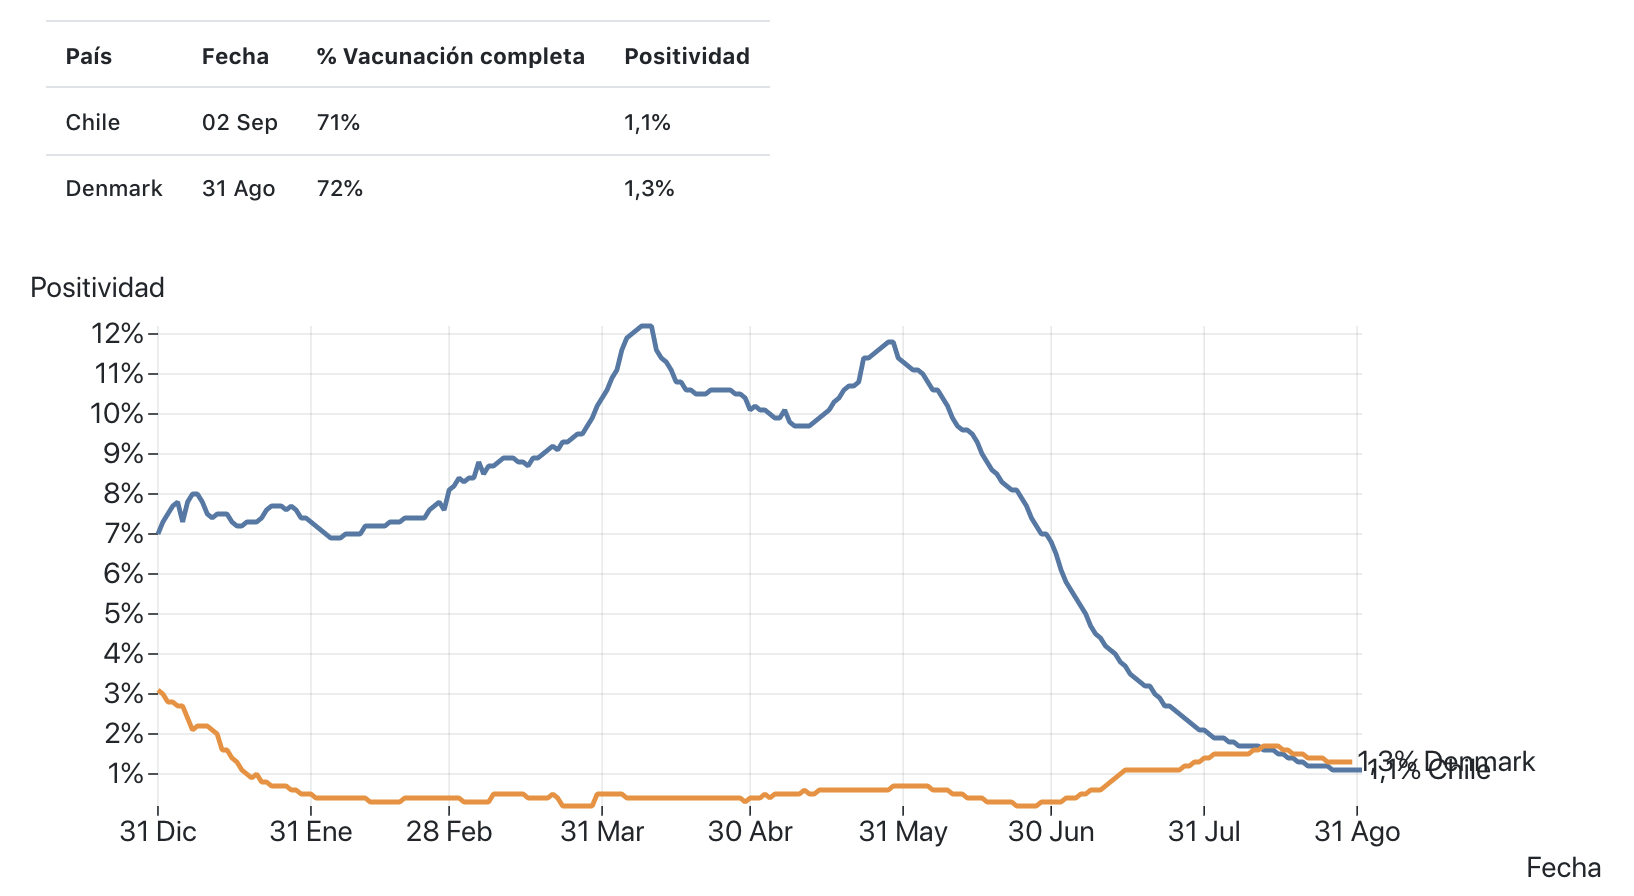 País Fecha % Vacunación completa Positividad
Chile 02 Sep 71% 1,1%
Denmark 31 Ago 72% 1,3%
Positividad
12%
11%
10%
9%
8%
7%
6%
5%
4%
3%
2%
1%
1,3% Denmark
1,1% Chile
31 Dic 31 Ene 28 Feb 31 Mar 30 Abr 31 May 30 Jun 31 Jul 31 Ago
Fecha